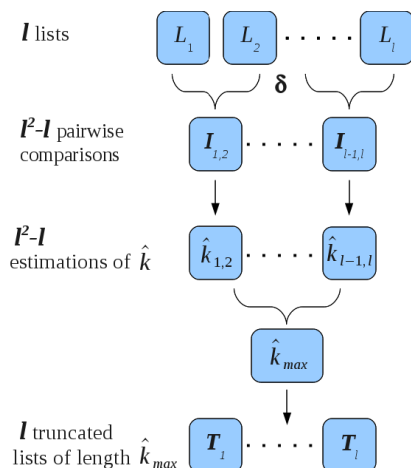 l lists L₁ L₂ ····· Lₗ
δ
l²-l pairwise
comparisons I₁,₂ ····· Iₗ₋₁,ₗ
l²-l
estimations of k̂ k̂₁,₂ ····· k̂ₗ₋₁,ₗ
k̂max
l truncated
lists of length k̂max T₁ ····· Tₗ